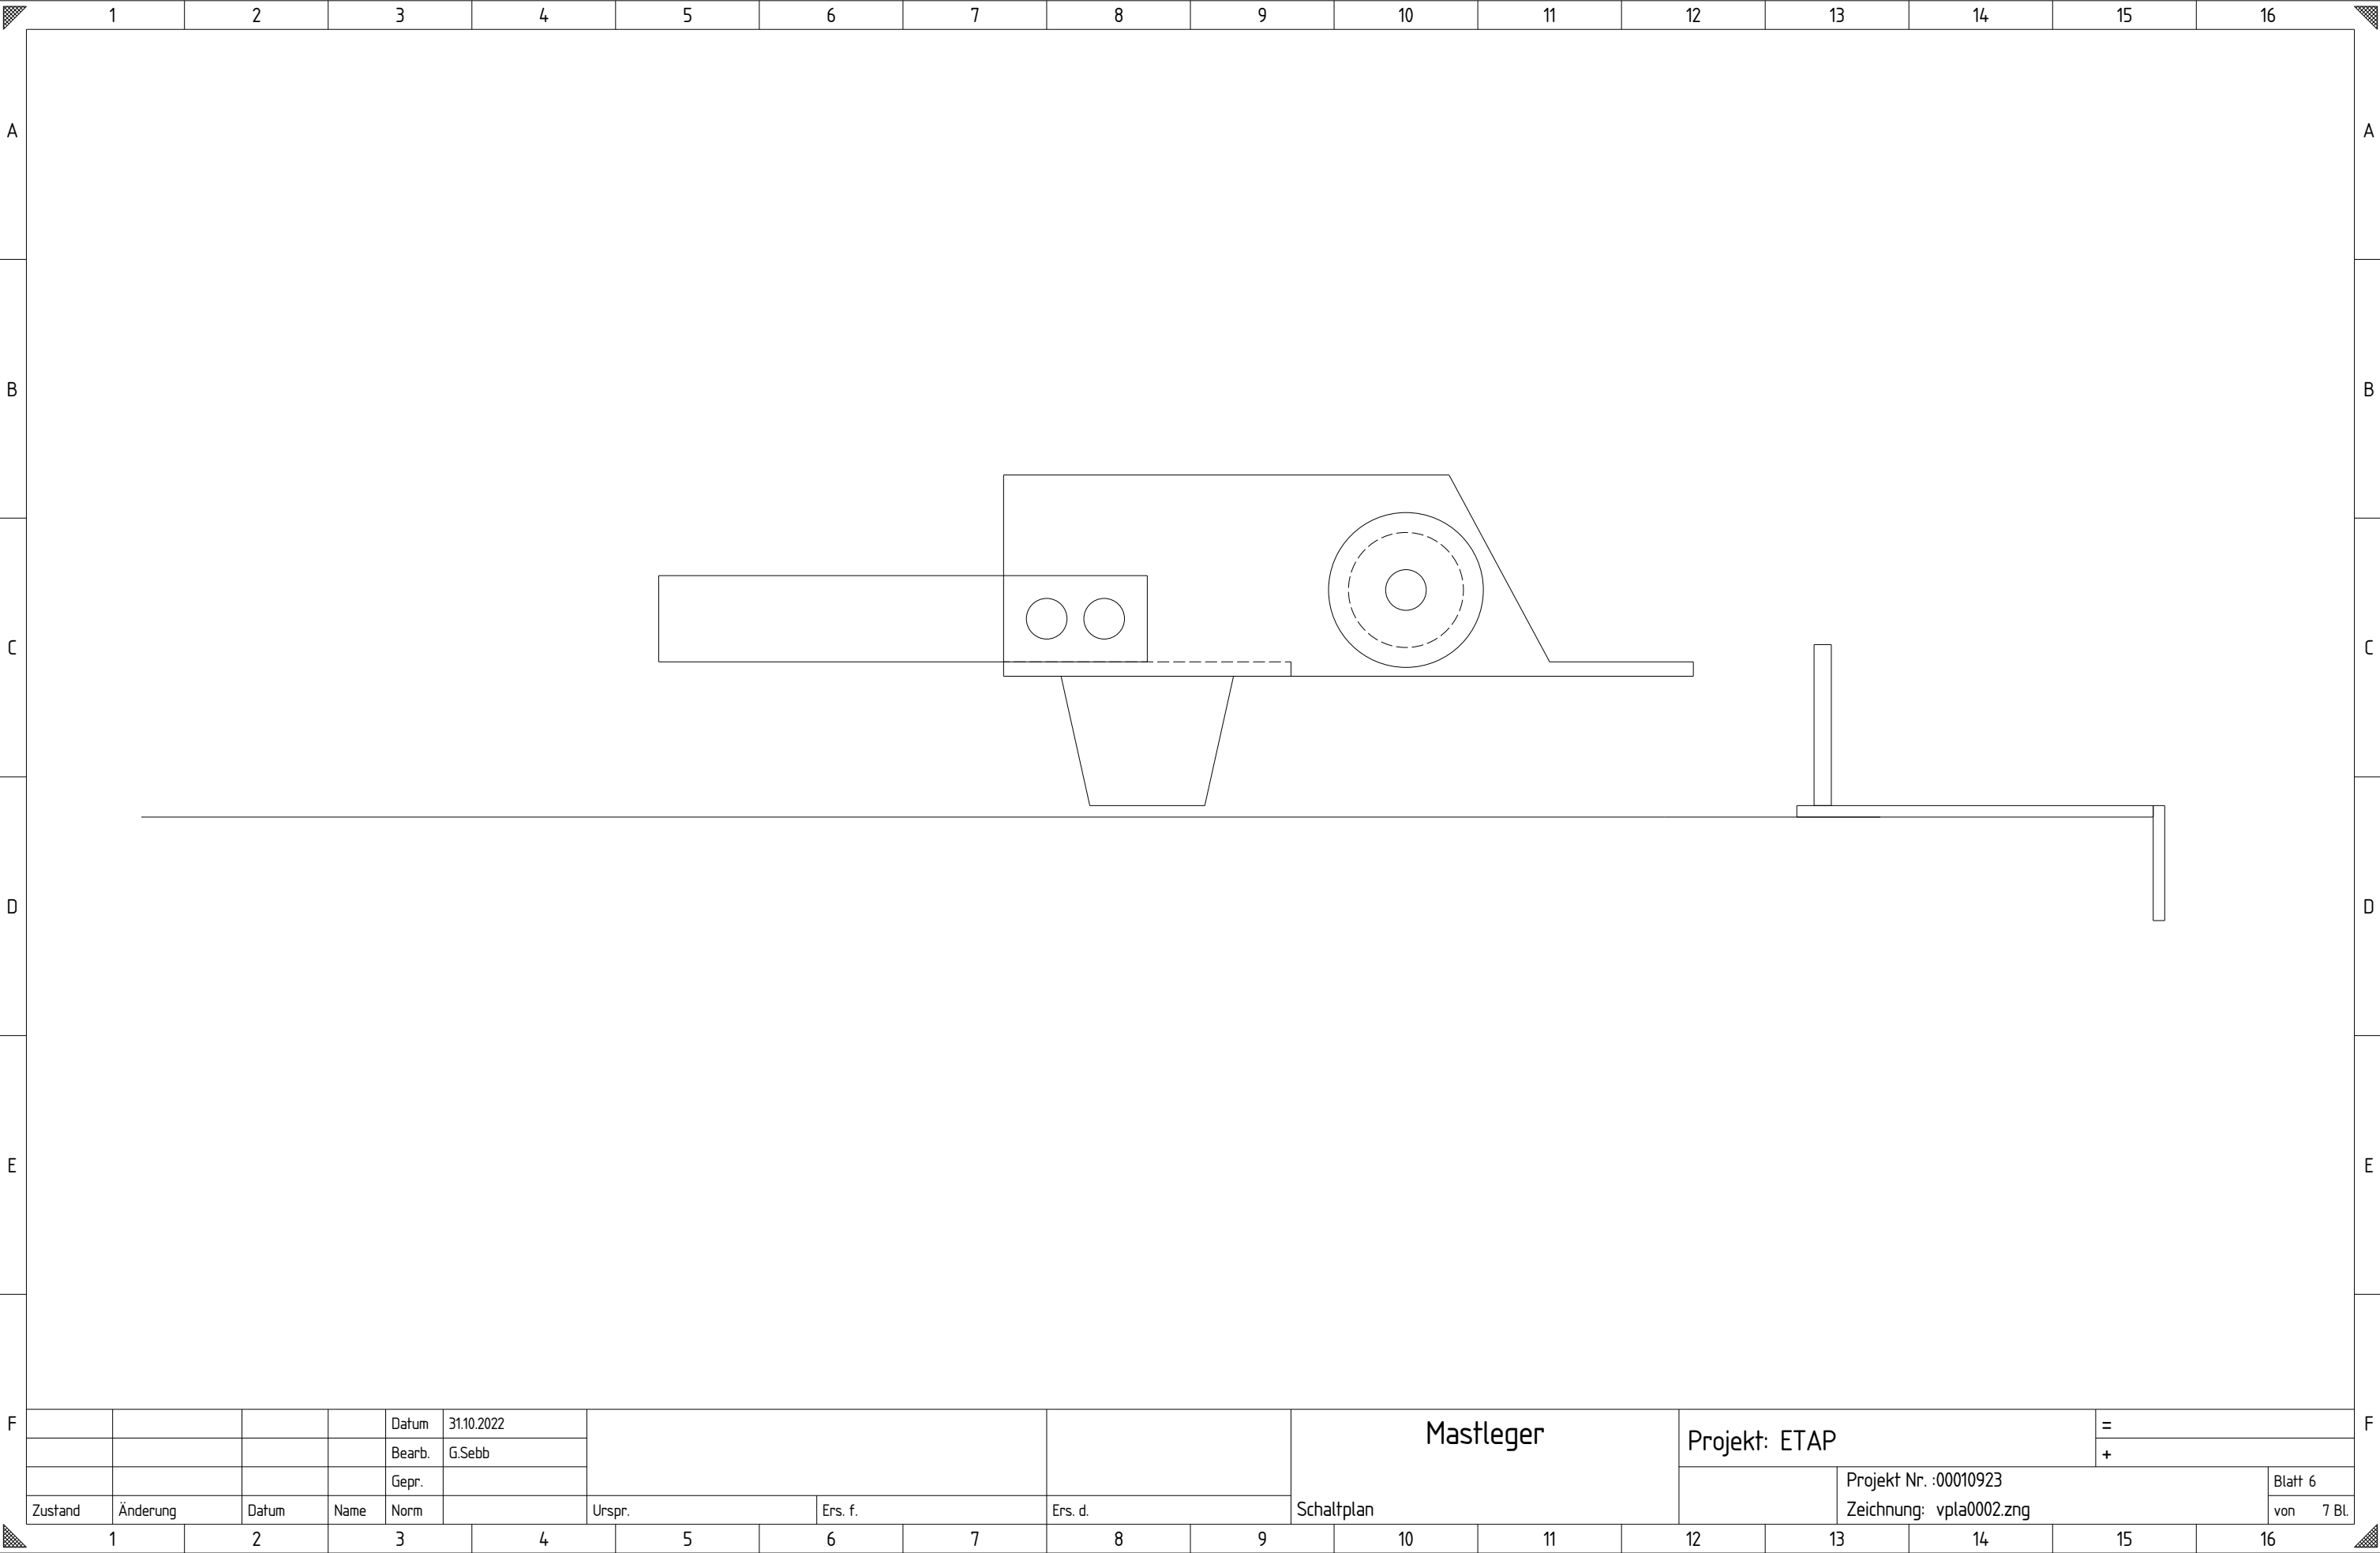 1 2 3 4 5 6 7 8 9 10 11 12 13 14 15 16
A A
B B
C C
D D
E E
F F
Datum 31.10.2022
Bearb. G.Sebb
Gepr.
Zustand Änderung Datum Name Norm Urspr. Ers. f. Ers. d.
Mastleger
Schaltplan
Projekt: ETAP
=
+
Projekt Nr. :00010923
Zeichnung: vpla0002.zng
Blatt 6
von 7 Bl.
1 2 3 4 5 6 7 8 9 10 11 12 13 14 15 16